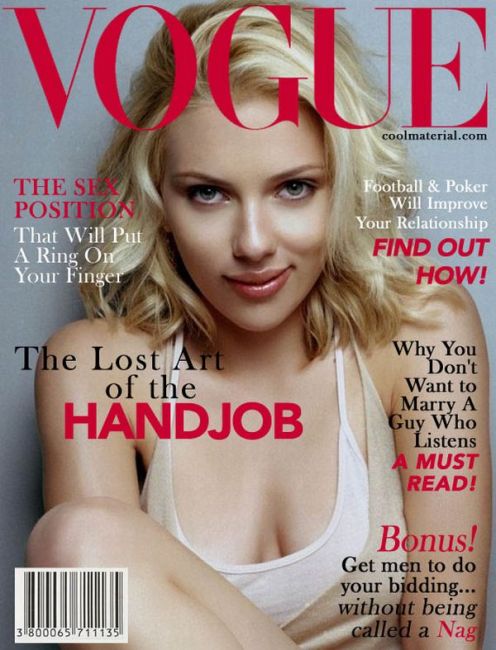 VOGUE
coolmaterial.com
THE SEX
POSITION
That Will Put
A Ring On
Your Finger
Football & Poker
Will Improve
Your Relationship
FIND OUT
HOW!
The Lost Art
of the
HANDJOB
Why You
Don't
Want to
Marry A
Guy Who
Listens
A MUST
READ!
Bonus!
Get men to do
your bidding...
without being
called a Nag
3 800065 711135